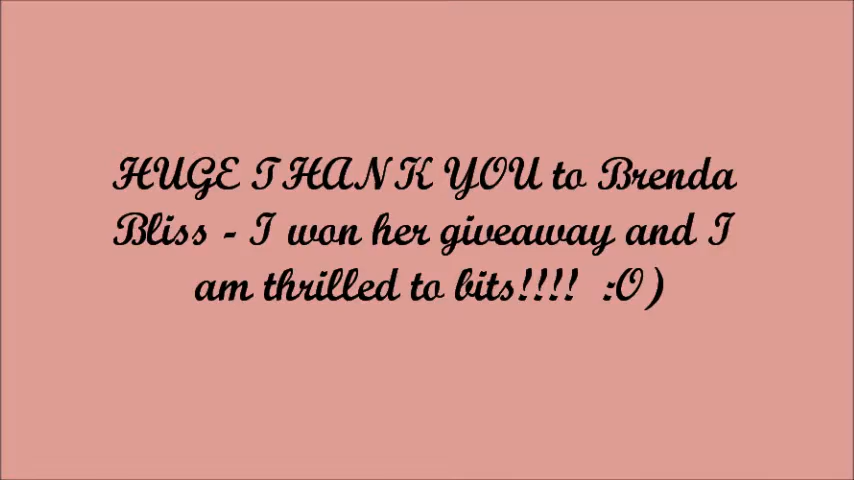 HUGE THANK YOU to Brenda
Bliss - I won her giveaway and I
am thrilled to bits!!!!  :O)